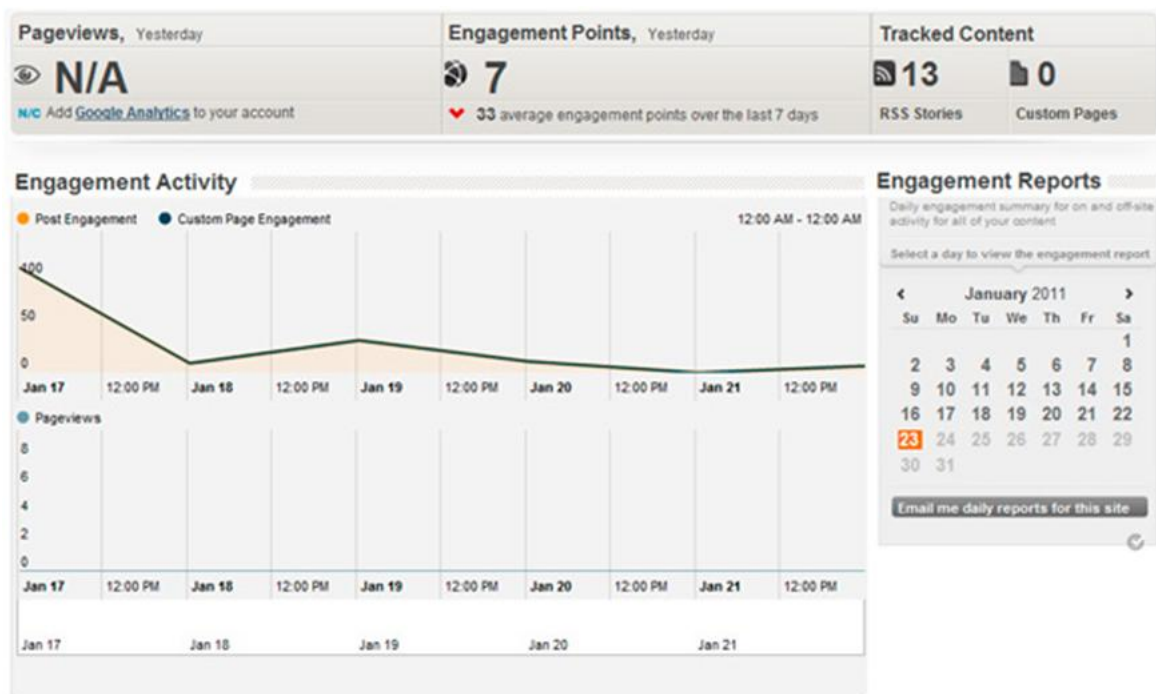 Pageviews, Yesterday
N/A
N/C Add Google Analytics to your account
Engagement Points, Yesterday
7
33 average engagement points over the last 7 days
Tracked Content
13
RSS Stories
0
Custom Pages
Engagement Activity
Post Engagement Custom Page Engagement 12:00 AM - 12:00 AM
100
50
0
Jan 17 12:00 PM Jan 18 12:00 PM Jan 19 12:00 PM Jan 20 12:00 PM Jan 21 12:00 PM
Pageviews
8
6
4
2
0
Jan 17 12:00 PM Jan 18 12:00 PM Jan 19 12:00 PM Jan 20 12:00 PM Jan 21 12:00 PM
Jan 17 Jan 18 Jan 19 Jan 20 Jan 21
Engagement Reports
Daily engagement summary for on and off-site
activity for all of your content
Select a day to view the engagement report
January 2011
Su Mo Tu We Th Fr Sa
1
2 3 4 5 6 7 8
9 10 11 12 13 14 15
16 17 18 19 20 21 22
23 24 25 26 27 28 29
30 31
Email me daily reports for this site